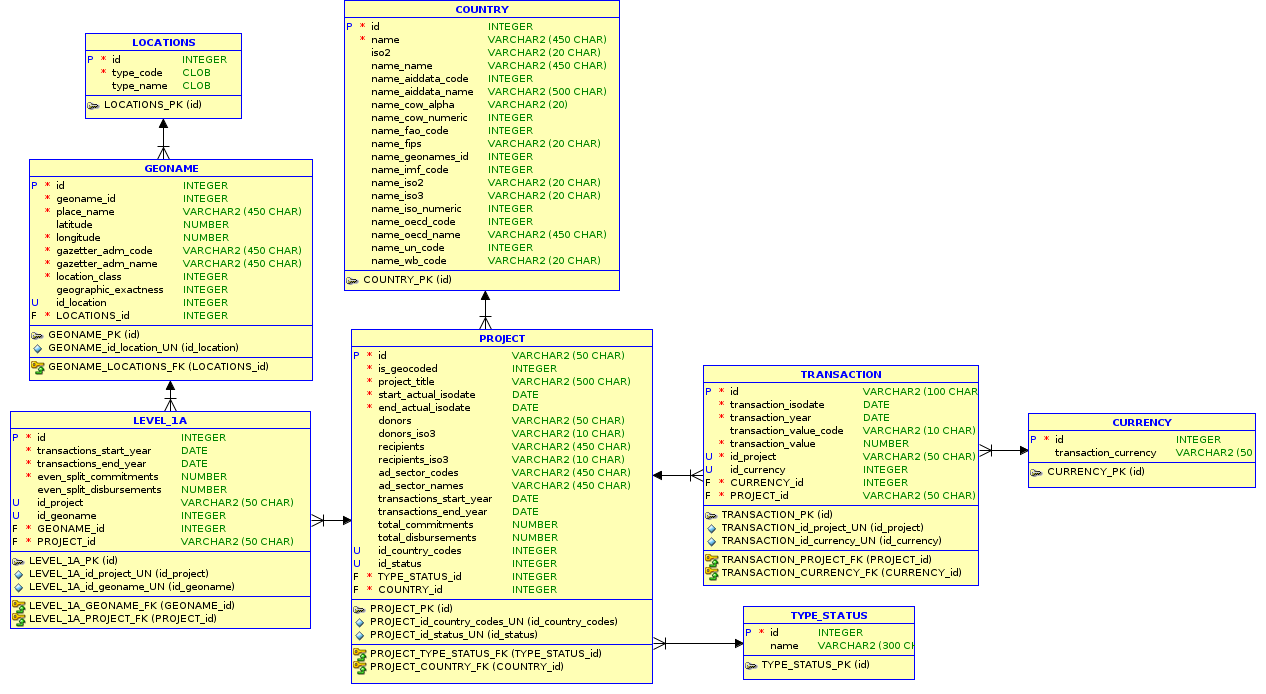 LOCATIONS
P * id INTEGER
* type_code CLOB
type_name CLOB
LOCATIONS_PK (id)
GEONAME
P * id INTEGER
* geoname_id INTEGER
* place_name VARCHAR2 (450 CHAR)
latitude NUMBER
* longitude NUMBER
* gazetter_adm_code VARCHAR2 (450 CHAR)
* gazetter_adm_name VARCHAR2 (450 CHAR)
* location_class INTEGER
geographic_exactness INTEGER
U id_location INTEGER
F * LOCATIONS_id INTEGER
GEONAME_PK (id)
GEONAME_id_location_UN (id_location)
GEONAME_LOCATIONS_FK (LOCATIONS_id)
LEVEL_1A
P * id INTEGER
* transactions_start_year DATE
* transactions_end_year DATE
* even_split_commitments NUMBER
even_split_disbursements NUMBER
U id_project VARCHAR2 (50 CHAR)
U id_geoname INTEGER
F * GEONAME_id INTEGER
F * PROJECT_id VARCHAR2 (50 CHAR)
LEVEL_1A_PK (id)
LEVEL_1A_id_project_UN (id_project)
LEVEL_1A_id_geoname_UN (id_geoname)
LEVEL_1A_GEONAME_FK (GEONAME_id)
LEVEL_1A_PROJECT_FK (PROJECT_id)
COUNTRY
P * id INTEGER
* name VARCHAR2 (450 CHAR)
iso2 VARCHAR2 (20 CHAR)
name_name VARCHAR2 (450 CHAR)
name_aiddata_code INTEGER
name_aiddata_name VARCHAR2 (500 CHAR)
name_cow_alpha VARCHAR2 (20)
name_cow_numeric INTEGER
name_fao_code INTEGER
name_fips VARCHAR2 (20 CHAR)
name_geonames_id INTEGER
name_imf_code INTEGER
name_iso2 VARCHAR2 (20 CHAR)
name_iso3 VARCHAR2 (20 CHAR)
name_iso_numeric INTEGER
name_oecd_code INTEGER
name_oecd_name VARCHAR2 (450 CHAR)
name_un_code INTEGER
name_wb_code VARCHAR2 (20 CHAR)
COUNTRY_PK (id)
PROJECT
P * id VARCHAR2 (50 CHAR)
* is_geocoded INTEGER
* project_title VARCHAR2 (500 CHAR)
* start_actual_isodate DATE
* end_actual_isodate DATE
donors VARCHAR2 (50 CHAR)
donors_iso3 VARCHAR2 (10 CHAR)
recipients VARCHAR2 (450 CHAR)
recipients_iso3 VARCHAR2 (10 CHAR)
ad_sector_codes VARCHAR2 (450 CHAR)
ad_sector_names VARCHAR2 (450 CHAR)
transactions_start_year DATE
transactions_end_year DATE
total_commitments NUMBER
total_disbursements NUMBER
U id_country_codes INTEGER
U id_status INTEGER
F * TYPE_STATUS_id INTEGER
F * COUNTRY_id INTEGER
PROJECT_PK (id)
PROJECT_id_country_codes_UN (id_country_codes)
PROJECT_id_status_UN (id_status)
PROJECT_TYPE_STATUS_FK (TYPE_STATUS_id)
PROJECT_COUNTRY_FK (COUNTRY_id)
TRANSACTION
P * id VARCHAR2 (100 CHAR
* transaction_isodate DATE
* transaction_year DATE
transaction_value_code VARCHAR2 (10 CHAR)
* transaction_value NUMBER
U * id_project VARCHAR2 (50 CHAR)
U id_currency INTEGER
F * CURRENCY_id INTEGER
F * PROJECT_id VARCHAR2 (50 CHAR)
TRANSACTION_PK (id)
TRANSACTION_id_project_UN (id_project)
TRANSACTION_id_currency_UN (id_currency)
TRANSACTION_PROJECT_FK (PROJECT_id)
TRANSACTION_CURRENCY_FK (CURRENCY_id)
CURRENCY
P * id INTEGER
transaction_currency VARCHAR2 (50
CURRENCY_PK (id)
TYPE_STATUS
P * id INTEGER
name VARCHAR2 (300 CH
TYPE_STATUS_PK (id)